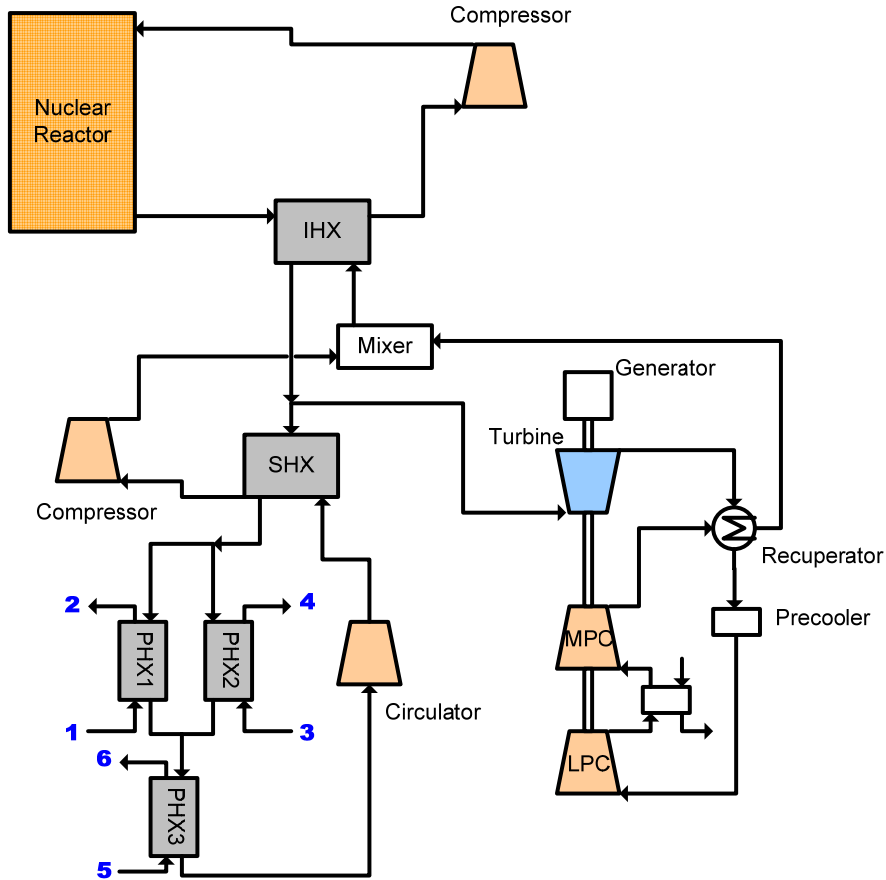 Compressor
Nuclear
Reactor
IHX
Mixer
Generator
Turbine
SHX
Compressor
Recuperator
2
4
Precooler
PHX1
PHX2
MPC
Circulator
1
3
6
LPC
PHX3
5